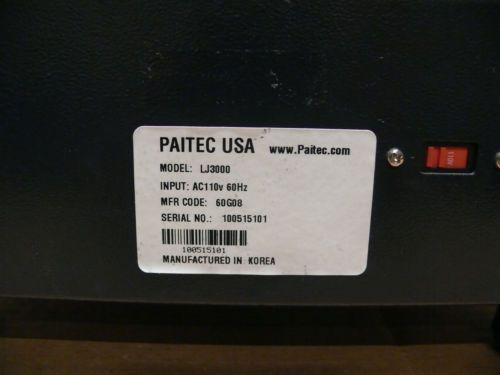 PAITEC USA www.Paitec.com
MODEL: LJ3000
INPUT: AC110v 60Hz
MFR CODE: 60G08
SERIAL NO.: 100515101
100515101
MANUFACTURED IN KOREA
110V